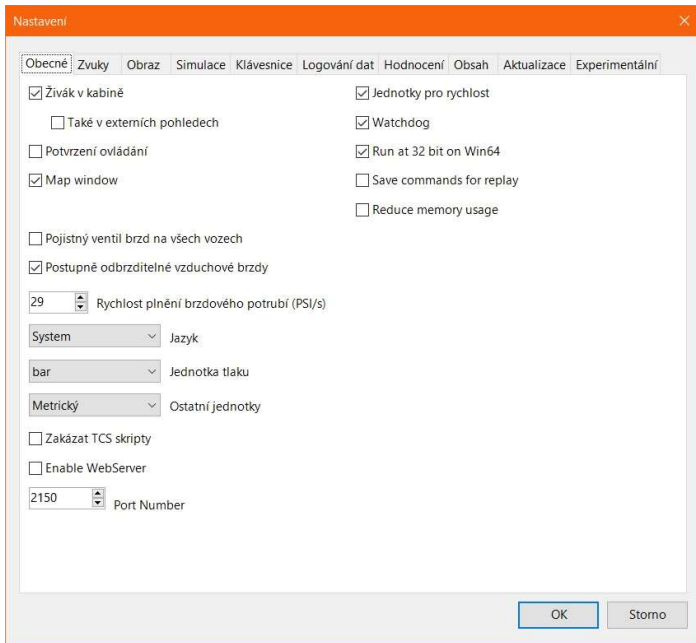 Nastavení
Obecné Zvuky Obraz Simulace Klávesnice Logování dat Hodnocení Obsah Aktualizace Experimentální
Živák v kabině
Jednotky pro rychlost
Také v externích pohledech
Watchdog
Potvrzení ovládání
Run at 32 bit on Win64
Map window
Save commands for replay
Reduce memory usage
Pojistný ventil brzd na všech vozech
Postupně odbrzditelné vzduchové brzdy
29 Rychlost plnění brzdového potrubí (PSI/s)
System Jazyk
bar Jednotka tlaku
Metrický Ostatní jednotky
Zakázat TCS skripty
Enable WebServer
2150 Port Number
OK Storno